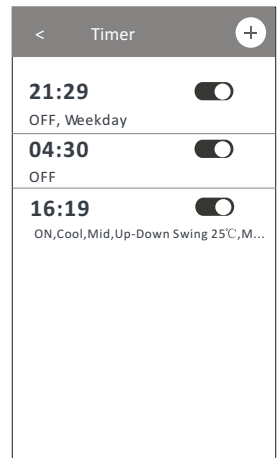 < Timer +
21:29
OFF, Weekday
04:30
OFF
16:19
ON,Cool,Mid,Up-Down Swing 25℃,M...